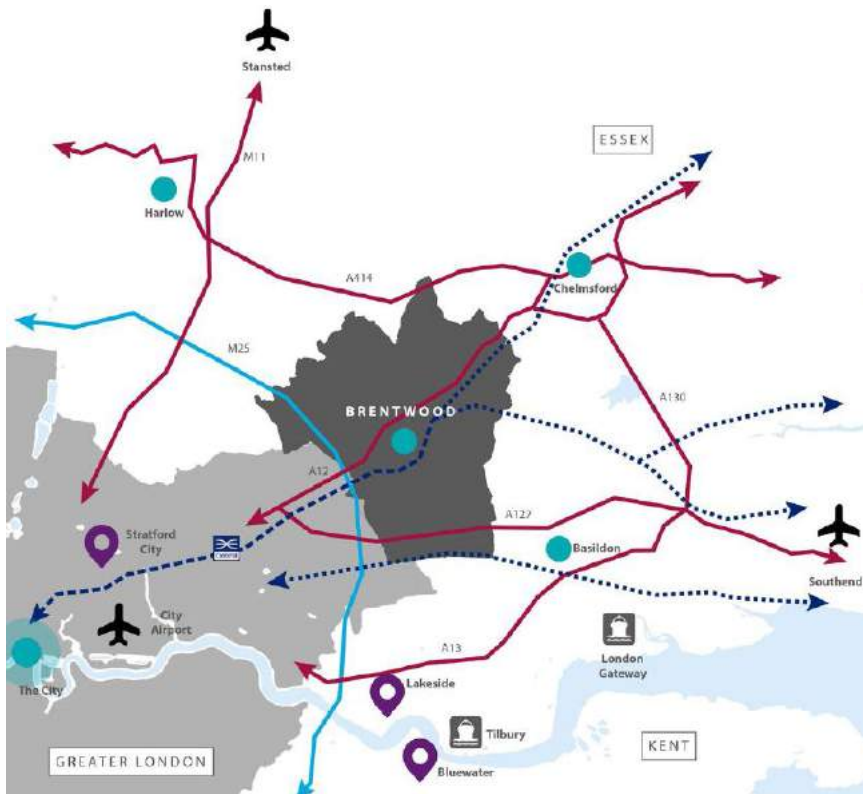 Stansted
ESSEX
M11
Harlow
A414
Chelmsford
M25
BRENTWOOD
A130
A12
A127
Stratford
City
Basildon
Southend
City
Airport
The City
A13
London
Gateway
Lakeside
Tilbury
KENT
GREATER LONDON
Bluewater